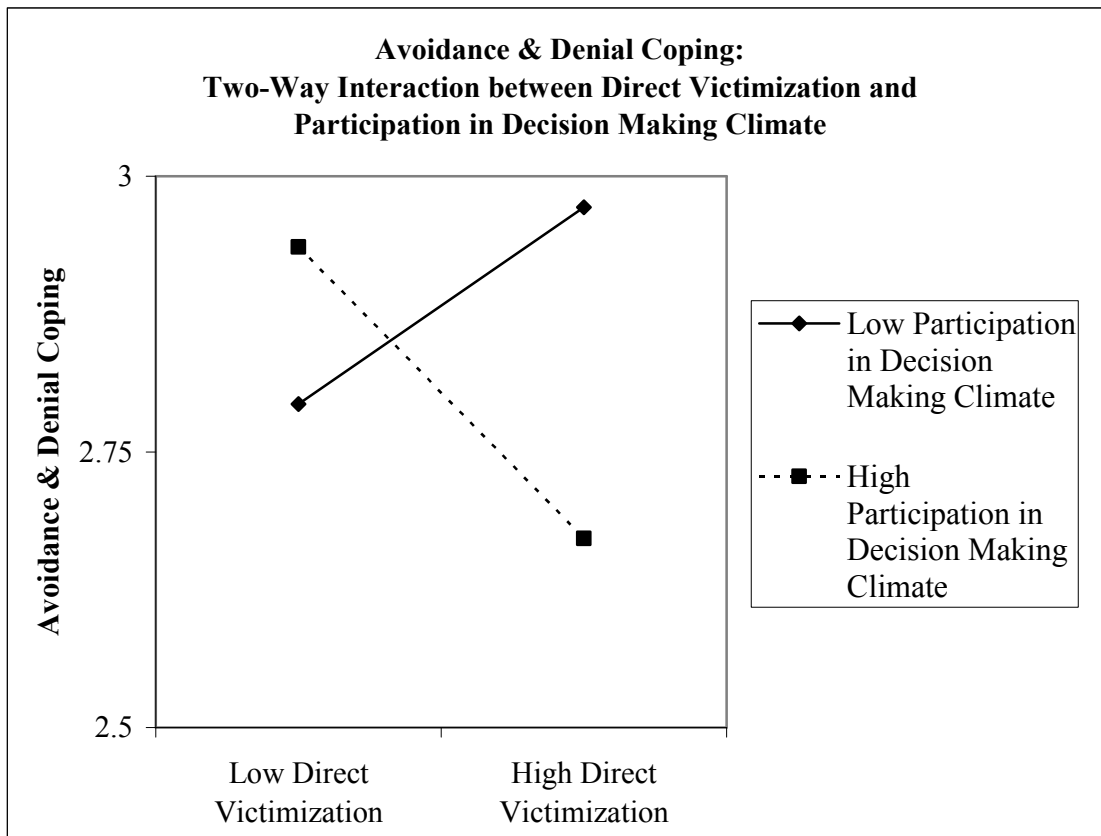 Avoidance & Denial Coping:
Two-Way Interaction between Direct Victimization and
Participation in Decision Making Climate
3
2.75
2.5
Avoidance & Denial Coping
Low Direct
Victimization
High Direct
Victimization
Low Participation
in Decision
Making Climate
High
Participation in
Decision Making
Climate